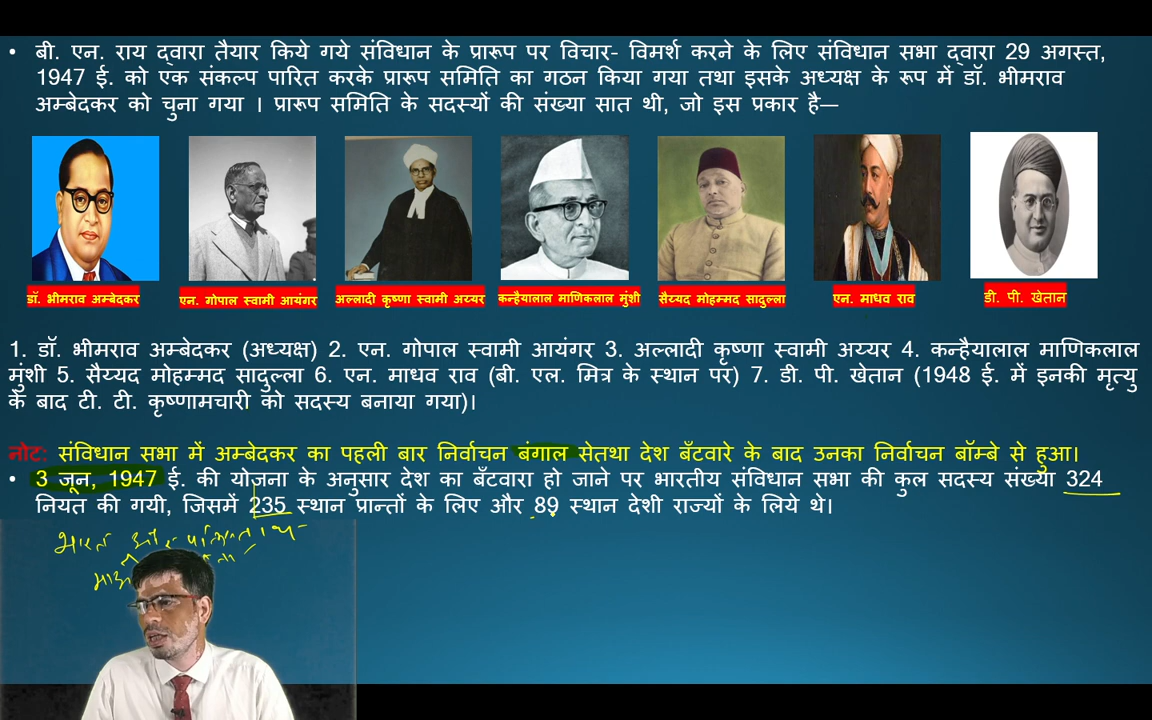 • बी. एन. राय द्वारा तैयार किये गये संविधान के प्रारूप पर विचार- विमर्श करने के लिए संविधान सभा द्वारा 29 अगस्त,
1947 ई. को एक संकल्प पारित करके प्रारूप समिति का गठन किया गया तथा इसके अध्यक्ष के रूप में डॉ. भीमराव
अम्बेदकर को चुना गया । प्रारूप समिति के सदस्यों की संख्या सात थी, जो इस प्रकार है—
डॉ. भीमराव अम्बेदकर एन. गोपाल स्वामी आयंगर अल्लादी कृष्णा स्वामी अय्यर कन्हैयालाल माणिकलाल मुंशी सैय्यद मोहम्मद सादुल्ला एन. माधव राव डी. पी. खेतान
1. डॉ. भीमराव अम्बेदकर (अध्यक्ष) 2. एन. गोपाल स्वामी आयंगर 3. अल्लादी कृष्णा स्वामी अय्यर 4. कन्हैयालाल माणिकलाल
मुंशी 5. सैय्यद मोहम्मद सादुल्ला 6. एन. माधव राव (बी. एल. मित्र के स्थान पर) 7. डी. पी. खेतान (1948 ई. में इनकी मृत्यु
के बाद टी. टी. कृष्णामचारी को सदस्य बनाया गया)।
नोट: संविधान सभा में अम्बेदकर का पहली बार निर्वाचन बंगाल सेतथा देश बँटवारे के बाद उनका निर्वाचन बॉम्बे से हुआ।
• 3 जून, 1947 ई. की योजना के अनुसार देश का बँटवारा हो जाने पर भारतीय संविधान सभा की कुल सदस्य संख्या 324
नियत की गयी, जिसमें 235 स्थान प्रान्तों के लिए और 89 स्थान देशी राज्यों के लिये थे।
भारत